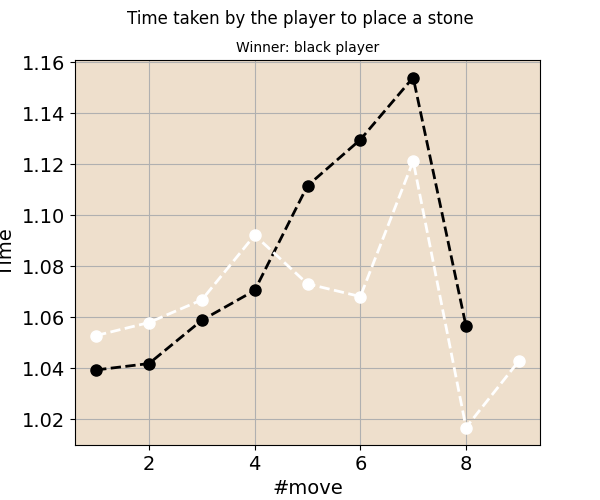 Time taken by the player to place a stone
Winner: black player
1.16
1.14
1.12
1.10
1.08
1.06
1.04
1.02
Time
2 4 6 8
#move